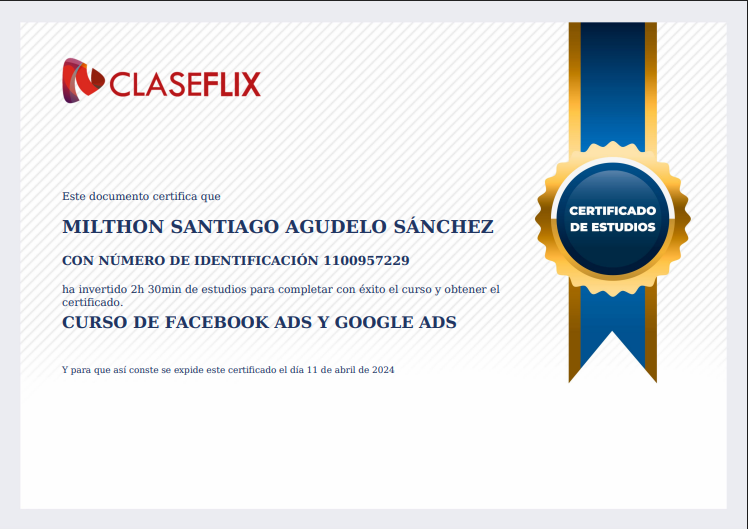 CLASEFLIX
Este documento certifica que
MILTHON SANTIAGO AGUDELO SÁNCHEZ
CON NÚMERO DE IDENTIFICACIÓN 1100957229
ha invertido 2h 30min de estudios para completar con éxito el curso y obtener el
certificado.
CURSO DE FACEBOOK ADS Y GOOGLE ADS
Y para que así conste se expide este certificado el día 11 de abril de 2024
CERTIFICADO
DE ESTUDIOS